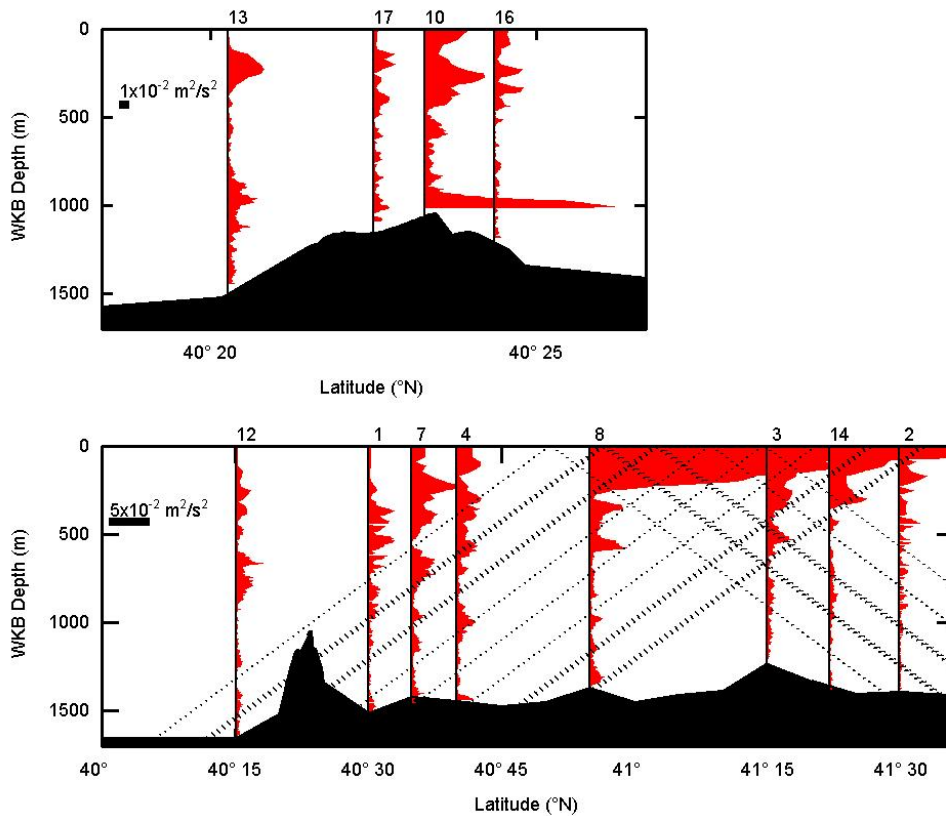 13 17 10 16
0
1x10⁻² m²/s²
500
1000
1500
WKB Depth (m)
40° 20 40° 25
Latitude (°N)
12 1 7 4 8 3 14 2
0
5x10⁻² m²/s²
500
1000
1500
WKB Depth (m)
40° 40° 15 40° 30 40° 45 41° 41° 15 41° 30
Latitude (°N)